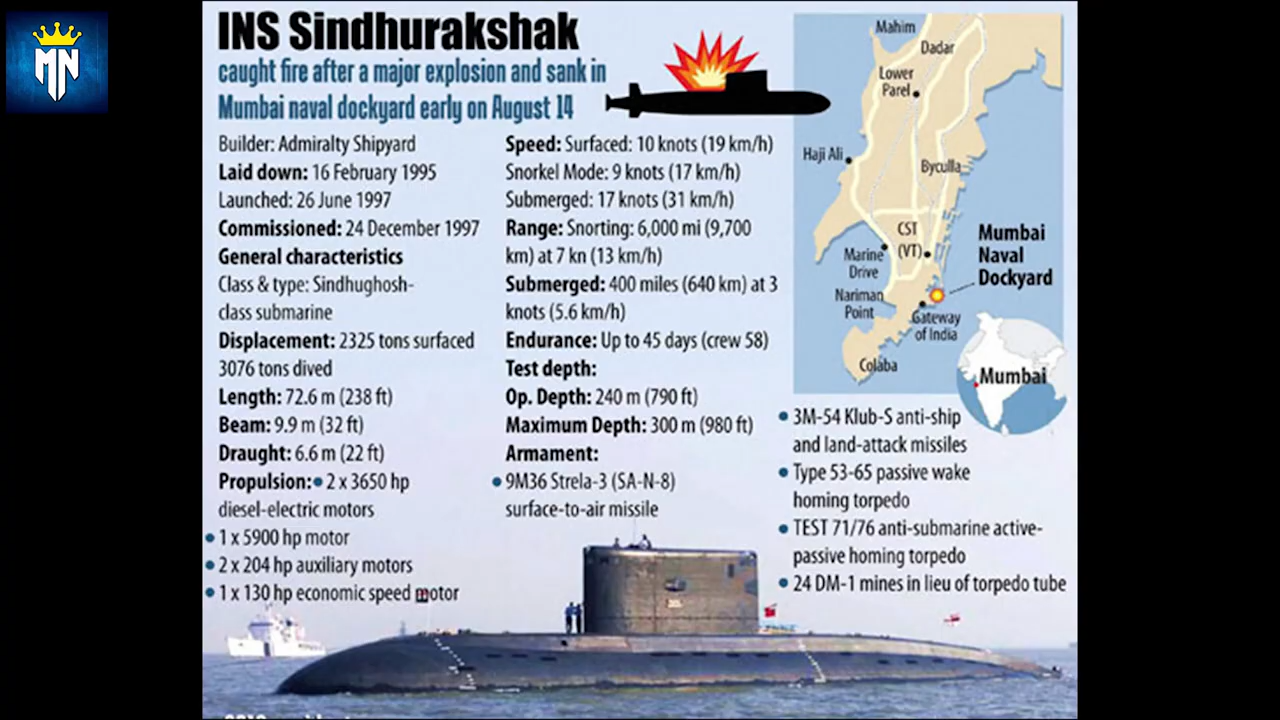 MN
INS Sindhurakshak
caught fire after a major explosion and sank in
Mumbai naval dockyard early on August 14
Builder: Admiralty Shipyard
Laid down: 16 February 1995
Launched: 26 June 1997
Commissioned: 24 December 1997
General characteristics
Class & type: Sindhughosh-
class submarine
Displacement: 2325 tons surfaced
3076 tons dived
Length: 72.6 m (238 ft)
Beam: 9.9 m (32 ft)
Draught: 6.6 m (22 ft)
Propulsion: • 2 x 3650 hp
diesel-electric motors
• 1 x 5900 hp motor
• 2 x 204 hp auxiliary motors
• 1 x 130 hp economic speed motor
Speed: Surfaced: 10 knots (19 km/h)
Snorkel Mode: 9 knots (17 km/h)
Submerged: 17 knots (31 km/h)
Range: Snorting: 6,000 mi (9,700
km) at 7 kn (13 km/h)
Submerged: 400 miles (640 km) at 3
knots (5.6 km/h)
Endurance: Up to 45 days (crew 58)
Test depth:
Op. Depth: 240 m (790 ft)
Maximum Depth: 300 m (980 ft)
Armament:
• 9M36 Strela-3 (SA-N-8)
surface-to-air missile
• 3M-54 Klub-S anti-ship
and land-attack missiles
• Type 53-65 passive wake
homing torpedo
• TEST 71/76 anti-submarine active-
passive homing torpedo
• 24 DM-1 mines in lieu of torpedo tube
Mahim
Dadar
Lower
Parel
Haji Ali
Byculla
CST
(VT)
Marine
Drive
Mumbai
Naval
Dockyard
Nariman
Point
Gateway
of India
Colaba
Mumbai